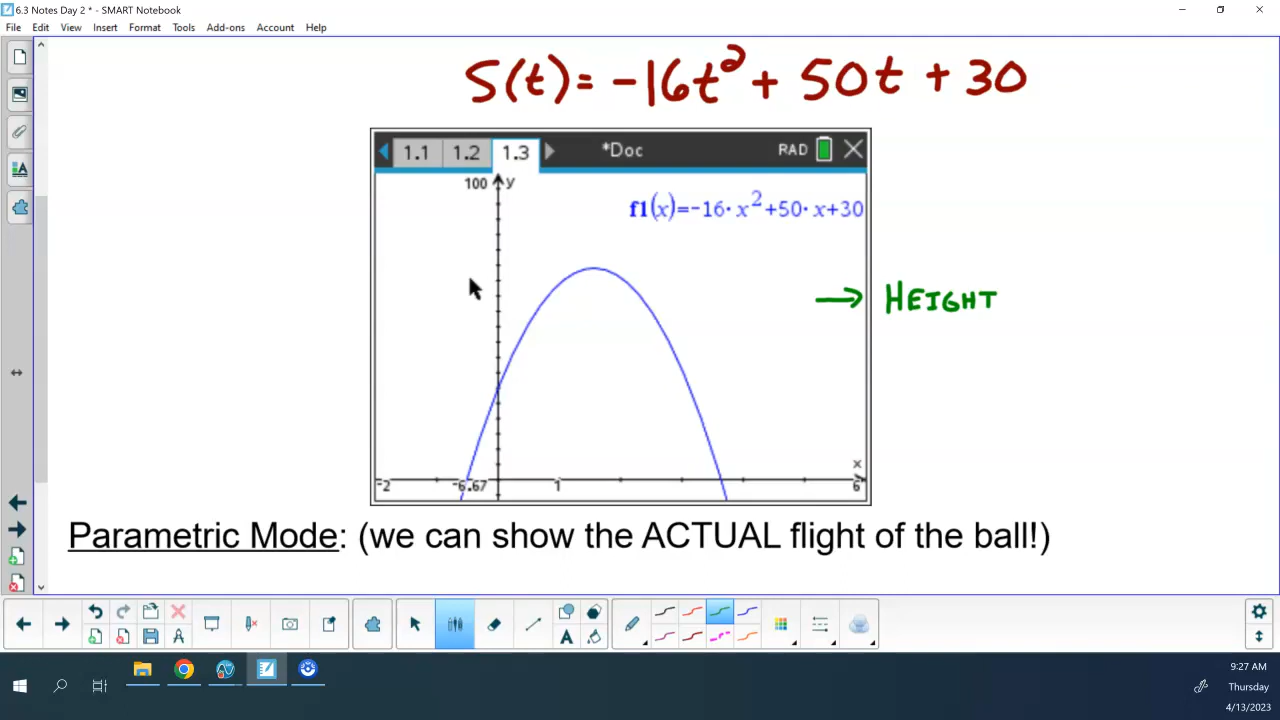 6.3 Notes Day 2 * - SMART Notebook
File Edit View Insert Format Tools Add-ons Account Help
S(t) = -16t² + 50t + 30
1.1 1.2 1.3 *Doc RAD
100 y
f1(x)=-16·x²+50·x+30
→ HEIGHT
x
-2 -6.67 1 6
Parametric Mode: (we can show the ACTUAL flight of the ball!)
9:27 AM
Thursday
4/13/2023